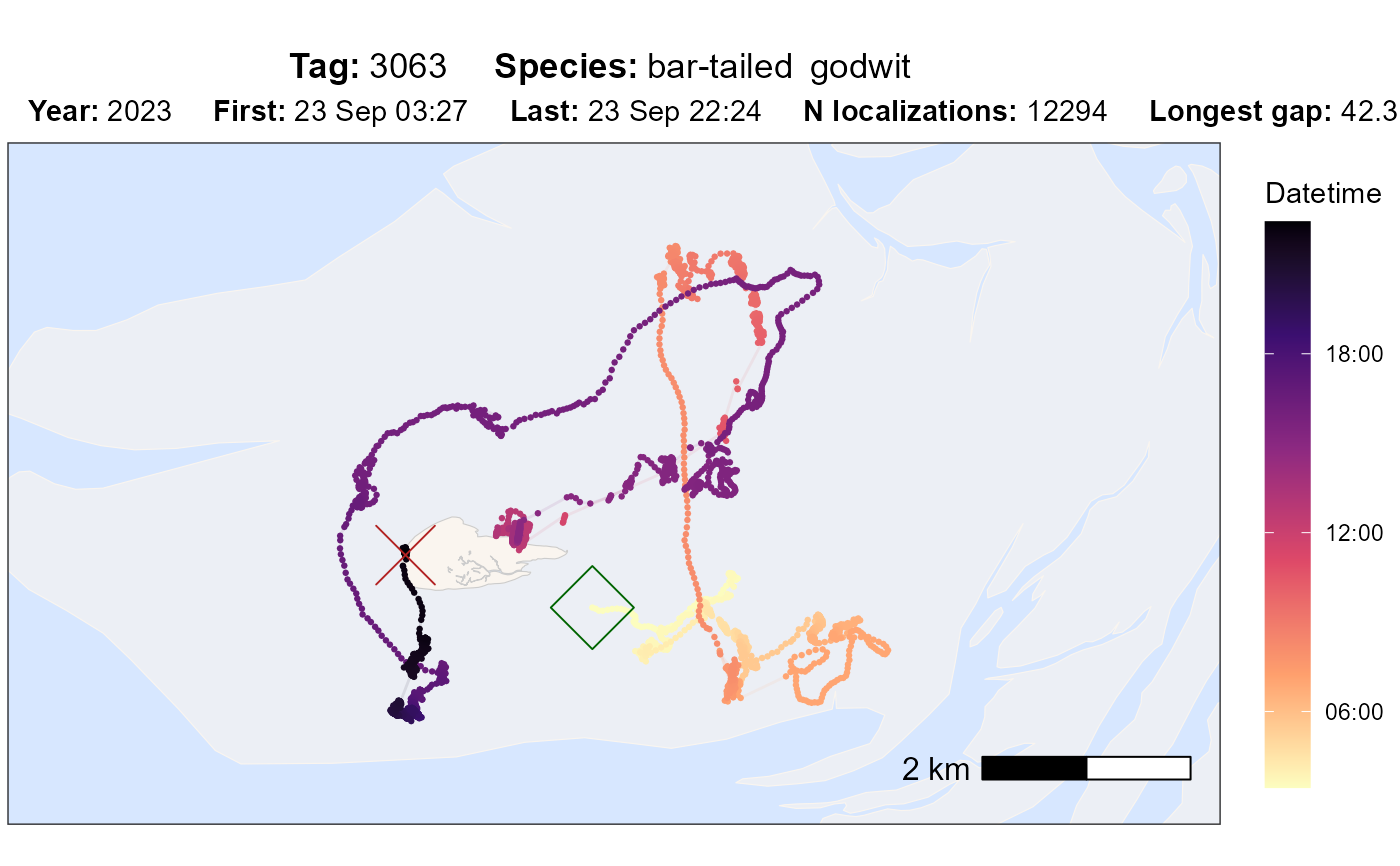 Tag: 3063 Species: bar-tailed godwit
Year: 2023 First: 23 Sep 03:27 Last: 23 Sep 22:24 N localizations: 12294 Longest gap: 42.3
Datetime
18:00
12:00
06:00
2 km